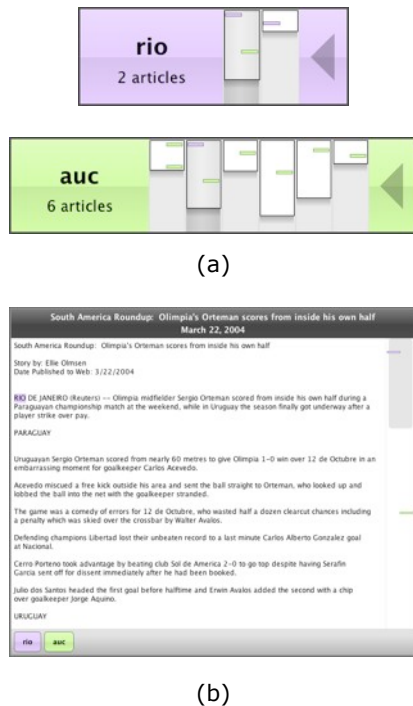 rio
2 articles
auc
6 articles
(a)
South America Roundup:  Olimpia's Orteman scores from inside his own half
March 22, 2004
South America Roundup:  Olimpia's Orteman scores from inside his own half
Story by: Ellie Olmsen
Date Published to Web: 3/22/2004
RIO DE JANEIRO (Reuters) -- Olimpia midfielder Sergio Orteman scored from inside his own half during a
Paraguayan championship match at the weekend, while in Uruguay the season finally got underway after a
player strike over pay.
PARAGUAY
Uruguayan Sergio Orteman scored from nearly 60 metres to give Olimpia 1-0 win over 12 de Octubre in an
embarrassing moment for goalkeeper Carlos Acevedo.
Acevedo miscued a free kick outside his area and sent the ball straight to Orteman, who looked up and
lobbed the ball into the net with the goalkeeper stranded.
The game was a comedy of errors for 12 de Octubre, who wasted half a dozen clearcut chances including
a penalty which was skied over the crossbar by Walter Avalos.
Defending champions Libertad lost their unbeaten record to a last minute Carlos Alberto Gonzalez goal
at Nacional.
Cerro Porteno took advantage by beating club Sol de America 2-0 to go top despite having Serafin
Garcia sent off for dissent immediately after he had been booked.
Julio dos Santos headed the first goal before halftime and Erwin Avalos added the second with a chip
over goalkeeper Jorge Aquino.
URUGUAY
rio auc
(b)